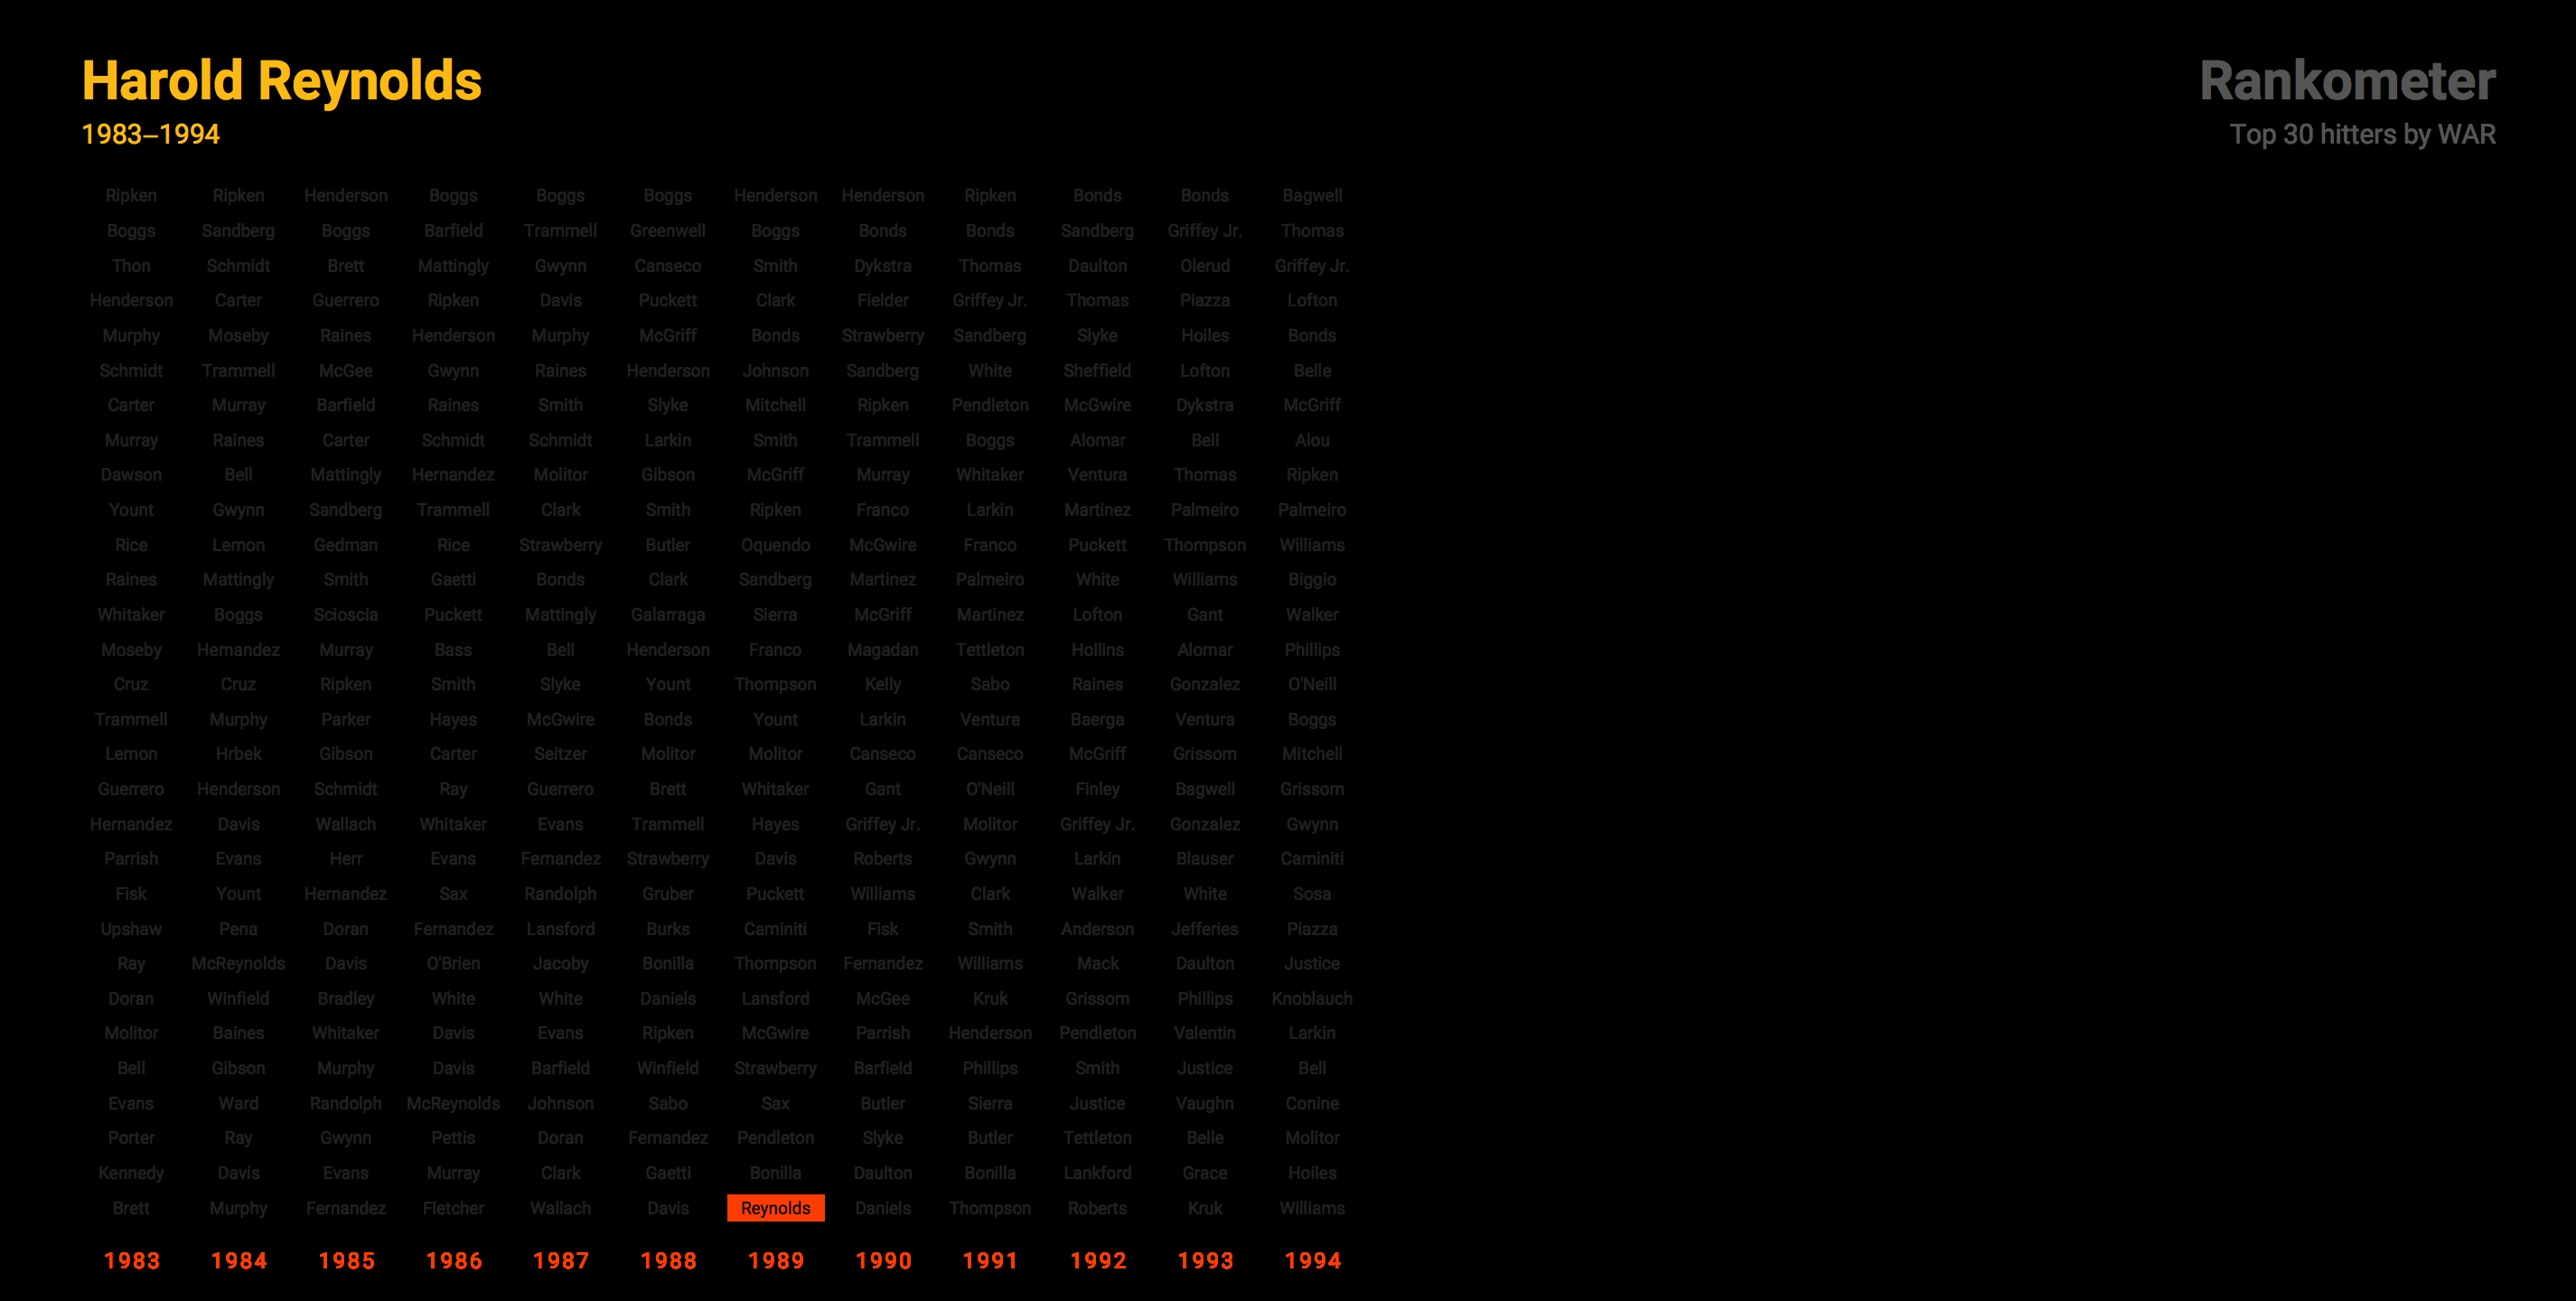 Harold Reynolds
1983–1994
Rankometer
Top 30 hitters by WAR
Ripken Ripken Henderson Boggs Boggs Boggs Henderson Henderson Ripken Bonds Bonds Bagwell
Boggs Sandberg Boggs Barfield Trammell Greenwell Boggs Bonds Bonds Sandberg Griffey Jr. Thomas
Thon Schmidt Brett Mattingly Gwynn Canseco Smith Dykstra Thomas Daulton Olerud Griffey Jr.
Henderson Carter Guerrero Ripken Davis Puckett Clark Fielder Griffey Jr. Thomas Piazza Lofton
Murphy Moseby Raines Henderson Murphy McGriff Bonds Strawberry Sandberg Slyke Hoiles Bonds
Schmidt Trammell McGee Gwynn Raines Henderson Johnson Sandberg White Sheffield Lofton Belle
Carter Murray Barfield Raines Smith Slyke Mitchell Ripken Pendleton McGwire Dykstra McGriff
Murray Raines Carter Schmidt Schmidt Larkin Smith Trammell Boggs Alomar Bell Alou
Dawson Bell Mattingly Hernandez Molitor Gibson McGriff Murray Whitaker Ventura Thomas Ripken
Yount Gwynn Sandberg Trammell Clark Smith Ripken Franco Larkin Martinez Palmeiro Palmeiro
Rice Lemon Gedman Rice Strawberry Butler Oquendo McGwire Franco Puckett Thompson Williams
Raines Mattingly Smith Gaetti Bonds Clark Sandberg Martinez Palmeiro White Williams Biggio
Whitaker Boggs Scioscia Puckett Mattingly Galarraga Sierra McGriff Martinez Lofton Gant Walker
Moseby Hernandez Murray Bass Bell Henderson Franco Magadan Tettleton Hollins Alomar Phillips
Cruz Cruz Ripken Smith Slyke Yount Thompson Kelly Sabo Raines Gonzalez O'Neill
Trammell Murphy Parker Hayes McGwire Bonds Yount Larkin Ventura Baerga Ventura Boggs
Lemon Hrbek Gibson Carter Seitzer Molitor Molitor Canseco Canseco McGriff Grissom Mitchell
Guerrero Henderson Schmidt Ray Guerrero Brett Whitaker Gant O'Neill Finley Bagwell Grissom
Hernandez Davis Wallach Whitaker Evans Trammell Hayes Griffey Jr. Molitor Griffey Jr. Gonzalez Gwynn
Parrish Evans Herr Evans Fernandez Strawberry Davis Roberts Gwynn Larkin Blauser Caminiti
Fisk Yount Hernandez Sax Randolph Gruber Puckett Williams Clark Walker White Sosa
Upshaw Pena Doran Fernandez Lansford Burks Caminiti Fisk Smith Anderson Jefferies Piazza
Ray McReynolds Davis O'Brien Jacoby Bonilla Thompson Fernandez Williams Mack Daulton Justice
Doran Winfield Bradley White White Daniels Lansford McGee Kruk Grissom Phillips Knoblauch
Molitor Baines Whitaker Davis Evans Ripken McGwire Parrish Henderson Pendleton Valentin Larkin
Bell Gibson Murphy Davis Barfield Winfield Strawberry Barfield Phillips Smith Justice Bell
Evans Ward Randolph McReynolds Johnson Sabo Sax Butler Sierra Justice Vaughn Conine
Porter Ray Gwynn Pettis Doran Fernandez Pendleton Slyke Butler Tettleton Belle Molitor
Kennedy Davis Evans Murray Clark Gaetti Bonilla Daulton Bonilla Lankford Grace Hoiles
Brett Murphy Fernandez Fletcher Wallach Davis Reynolds Daniels Thompson Roberts Kruk Williams
1983 1984 1985 1986 1987 1988 1989 1990 1991 1992 1993 1994